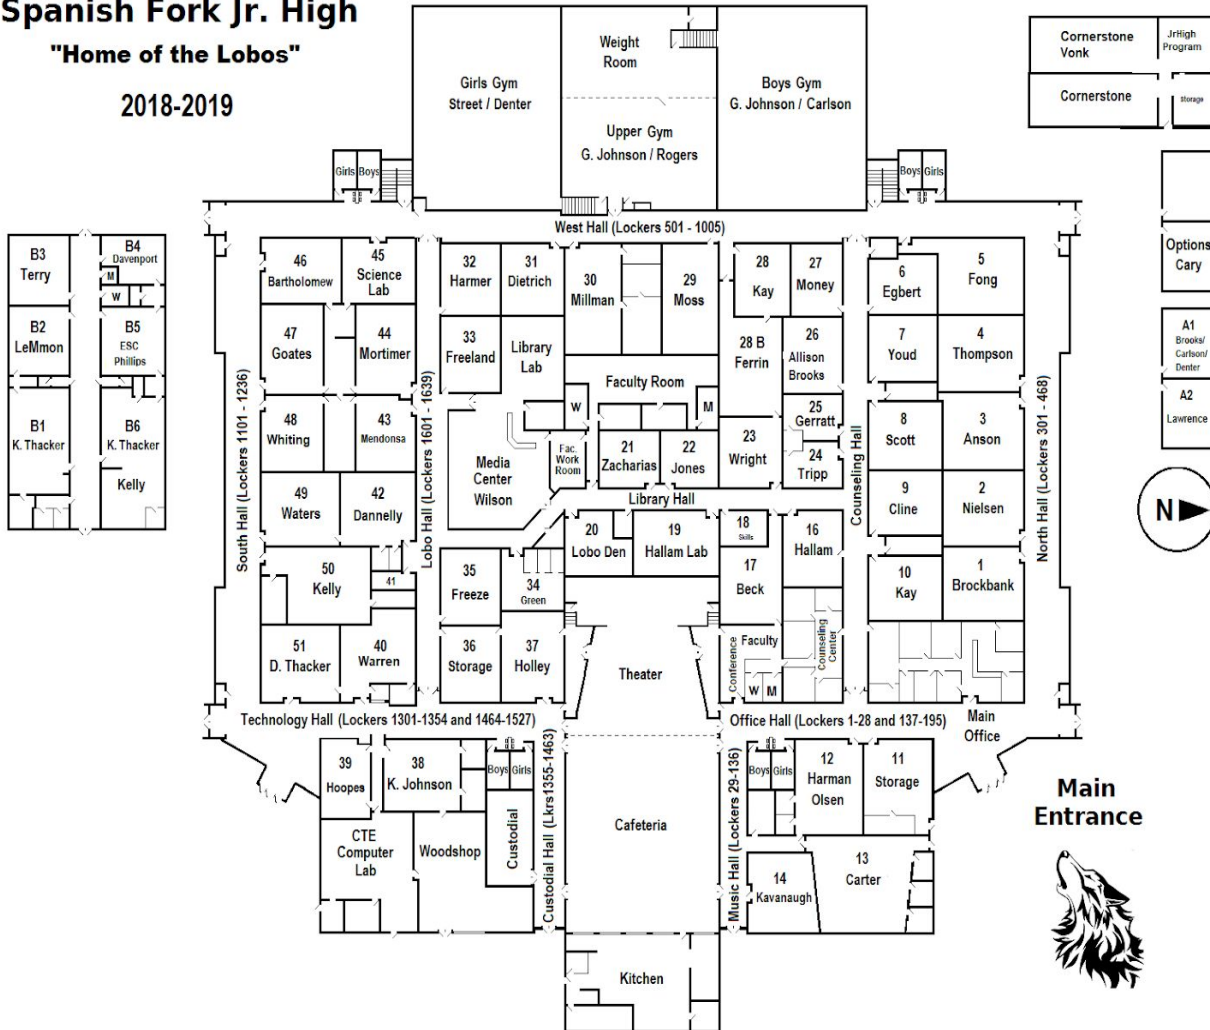 Spanish Fork Jr. High
"Home of the Lobos"
2018-2019
Girls Gym
Street / Denter
Weight
Room
Upper Gym
G. Johnson / Rogers
Boys Gym
G. Johnson / Carlson
Cornerstone
Vonk
JrHigh
Program
Cornerstone
Storage
Girls
Boys
Boys
Girls
West Hall (Lockers 501 - 1005)
Options
Cary
A1
Brooks/
Carlson/
Denter
A2
Lawrence
N
B3
Terry
B4
Davenport
M
W
B2
LeMmon
B5
ESC
Phillips
B1
K. Thacker
B6
K. Thacker
Kelly
South Hall (Lockers 1101 - 1236)
46
Bartholomew
45
Science
Lab
47
Goates
44
Mortimer
48
Whiting
43
Mendonsa
49
Waters
42
Dannelly
50
Kelly
41
51
D. Thacker
40
Warren
Lobo Hall (Lockers 1601 - 1639)
32
Harmer
31
Dietrich
30
Millman
29
Moss
28
Kay
27
Money
33
Freeland
Library
Lab
28 B
Ferrin
26
Allison
Brooks
Faculty Room
W
M
25
Gerratt
Media
Center
Wilson
Fac.
Work
Room
21
Zacharias
22
Jones
23
Wright
24
Tripp
Library Hall
20
Lobo Den
19
Hallam Lab
18
Skills
16
Hallam
17
Beck
35
Freeze
34
Green
36
Storage
37
Holley
Theater
Conference
Faculty
W
M
Counseling
Center
Counseling Hall
6
Egbert
5
Fong
7
Youd
4
Thompson
8
Scott
3
Anson
9
Cline
2
Nielsen
10
Kay
1
Brockbank
North Hall (Lockers 301 - 468)
Technology Hall (Lockers 1301-1354 and 1464-1527)
Office Hall (Lockers 1-28 and 137-195)
Main
Office
39
Hoopes
38
K. Johnson
Boys
Girls
CTE
Computer
Lab
Woodshop
Custodial
Custodial Hall (Lkrs1355-1463)
Cafeteria
Music Hall (Lockers 29-136)
Boys
Girls
12
Harman
Olsen
11
Storage
14
Kavanaugh
13
Carter
Kitchen
Main
Entrance